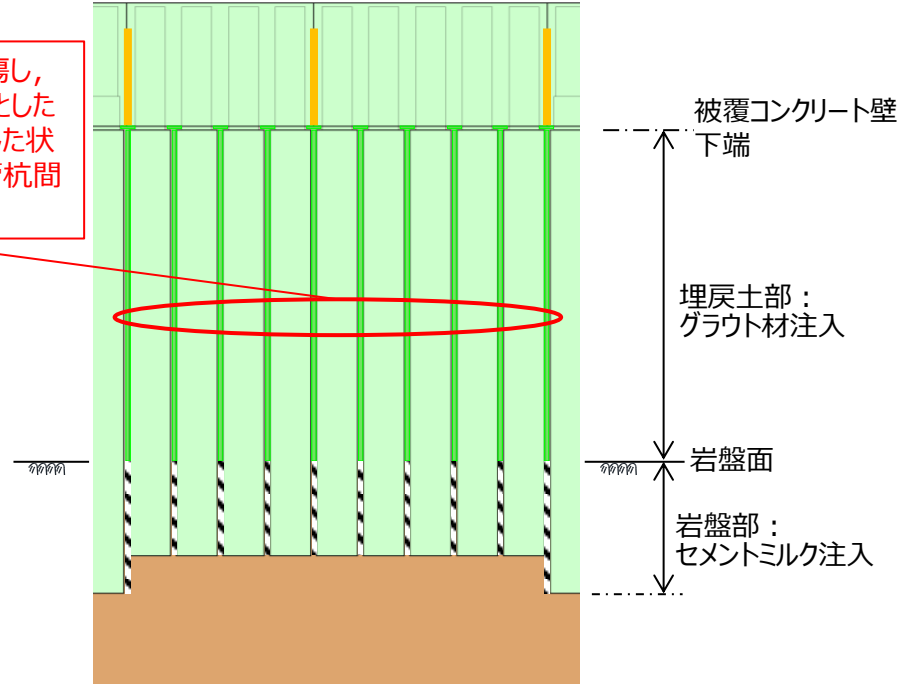 傷し,
とした
た状
杭間
被覆コンクリート壁
下端
埋戻土部：
グラウト材注入
岩盤面
岩盤部：
セメントミルク注入